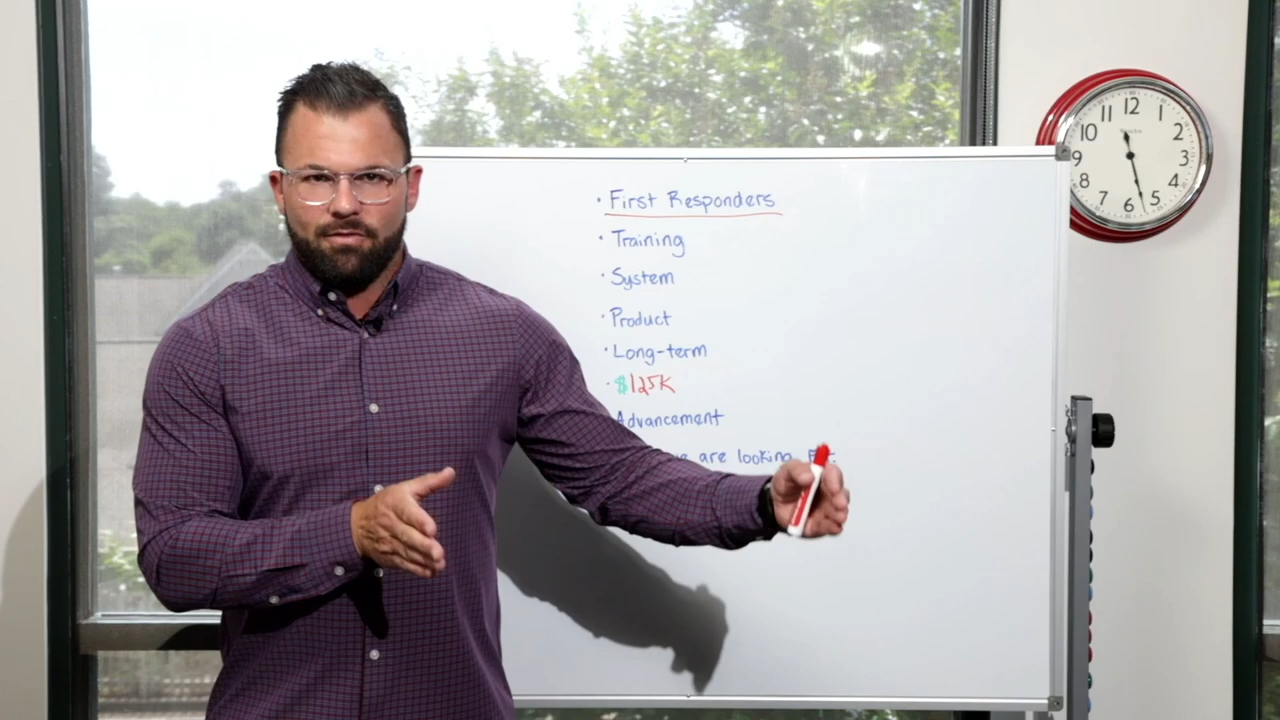 · First Responders
· Training
· System
· Product
· Long-term
· $125K
Advancement
are looking
12
1
2
3
4
5
6
7
8
9
10
11